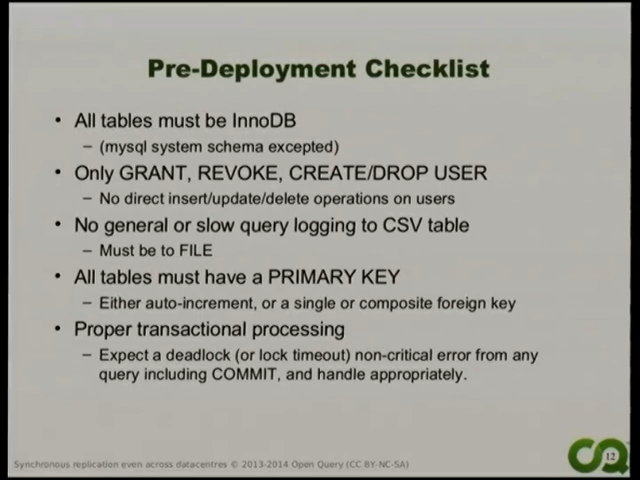 Pre-Deployment Checklist
• All tables must be InnoDB
– (mysql system schema excepted)
• Only GRANT, REVOKE, CREATE/DROP USER
– No direct insert/update/delete operations on users
• No general or slow query logging to CSV table
– Must be to FILE
• All tables must have a PRIMARY KEY
– Either auto-increment, or a single or composite foreign key
• Proper transactional processing
– Expect a deadlock (or lock timeout) non-critical error from any
query including COMMIT, and handle appropriately.
Synchronous replication even across datacentres © 2013-2014 Open Query (CC BY-NC-SA)
12